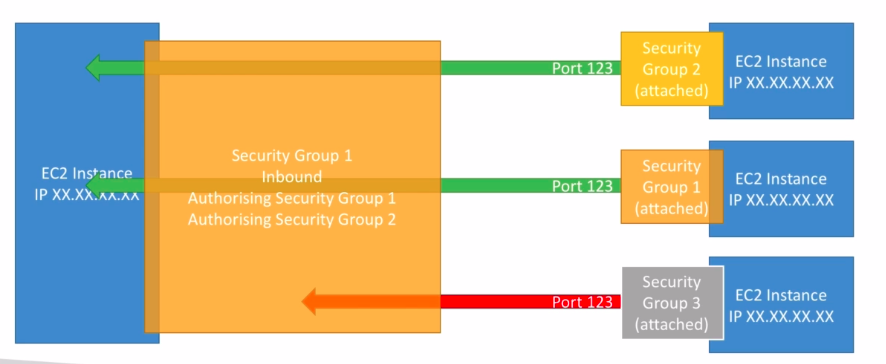 EC2 Instance
IP XX.XX.XX.XX
Security Group 1
Inbound
Authorising Security Group 1
Authorising Security Group 2
Port 123
Security
Group 2
(attached)
EC2 Instance
IP XX.XX.XX.XX
Port 123
Security
Group 1
(attached)
EC2 Instance
IP XX.XX.XX.XX
Port 123
Security
Group 3
(attached)
EC2 Instance
IP XX.XX.XX.XX